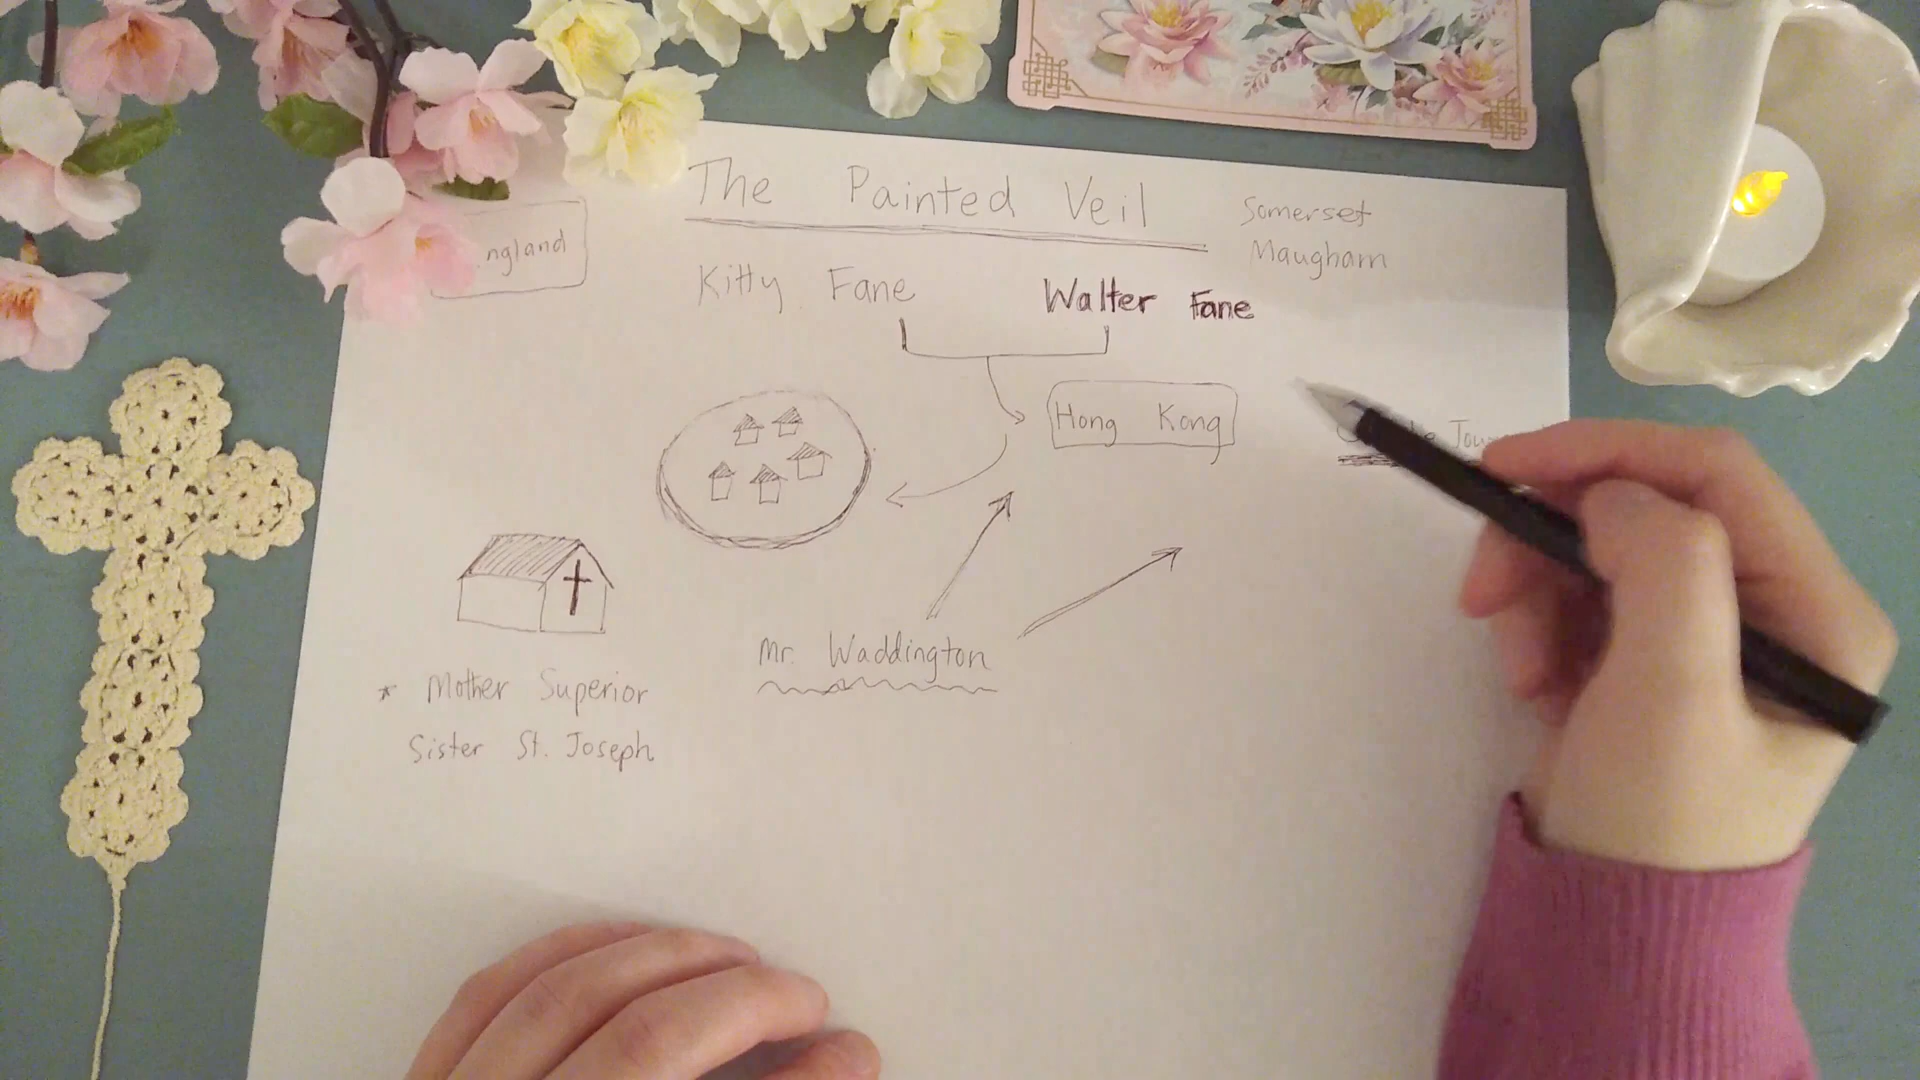 The Painted Veil
Somerset
Maugham
ngland
Kitty Fane
Walter Fane
Hong Kong
Mr. Waddington
* Mother Superior
Sister St. Joseph